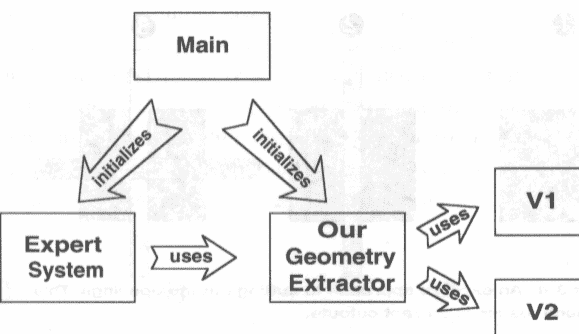 Main
initializes
initializes
Expert
System
uses
Our
Geometry
Extractor
uses
uses
V1
V2